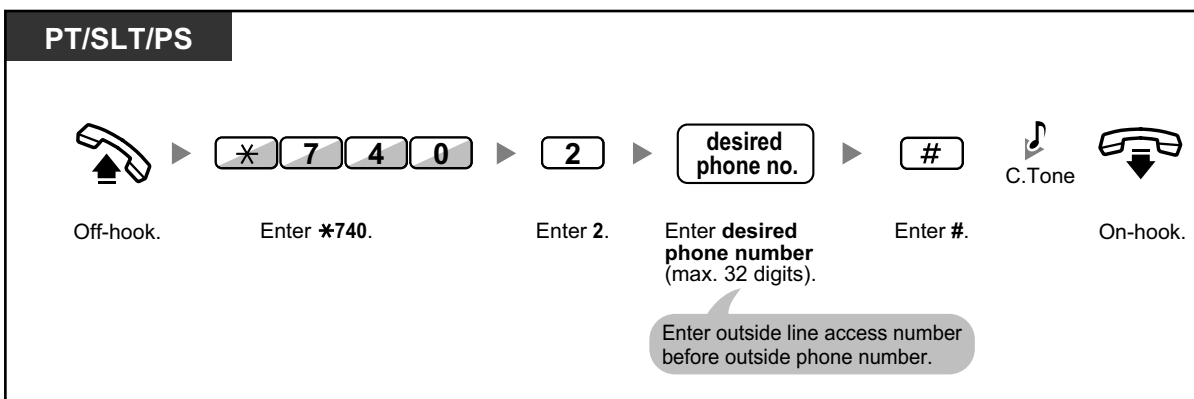 PT/SLT/PS
* 7 4 0
2
desired
phone no.
#
C.Tone
Off-hook.
Enter *740.
Enter 2.
Enter desired
phone number
(max. 32 digits).
Enter #.
On-hook.
Enter outside line access number
before outside phone number.